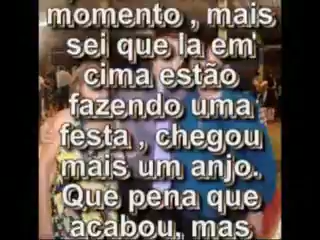 momento , mais
sei que la em
cima estão
fazendo uma
festa , chegou
mais um anjo.
Que pena que
acabou, mas